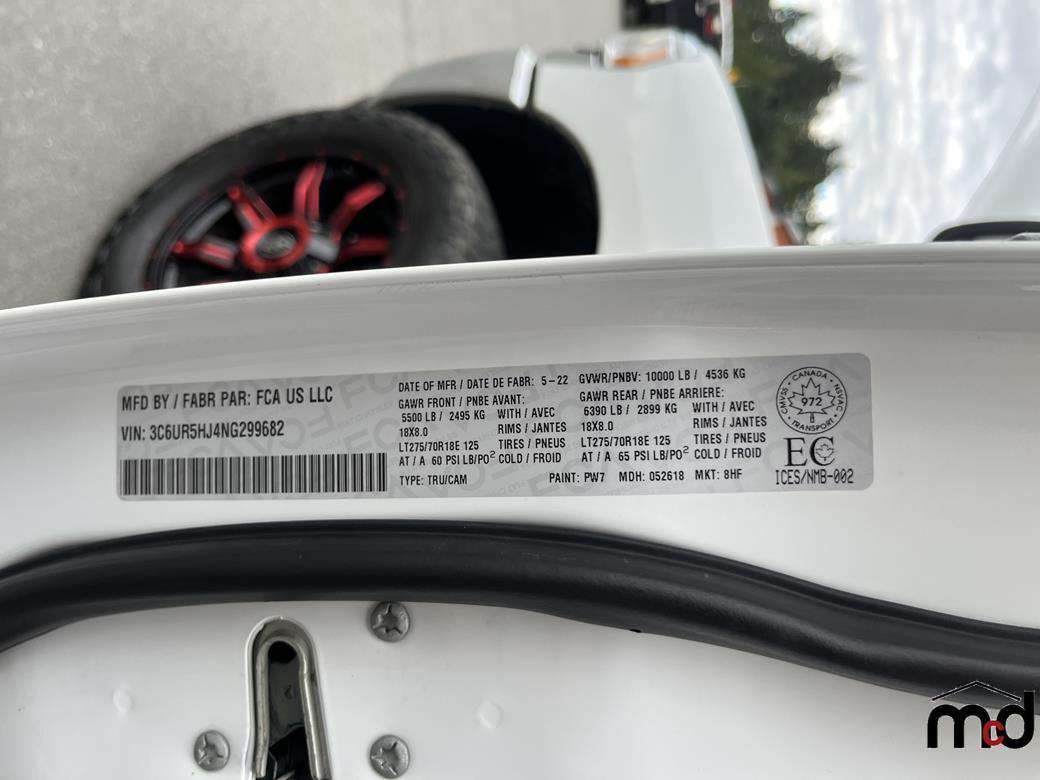 MFD BY / FABR PAR: FCA US LLC
VIN: 3C6UR5HJ4NG299682
DATE OF MFR / DATE DE FABR: 5-22
GVWR/PNBV: 10000 LB / 4536 KG
GAWR FRONT / PNBE AVANT:
5500 LB / 2495 KG WITH / AVEC
18X8.0 RIMS / JANTES
LT275/70R18E 125 TIRES / PNEUS
AT / A 60 PSI LB/PO² COLD / FROID
GAWR REAR / PNBE ARRIERE:
6390 LB / 2899 KG WITH / AVEC
18X8.0 RIMS / JANTES
LT275/70R18E 125 TIRES / PNEUS
AT / A 65 PSI LB/PO² COLD / FROID
TYPE: TRU/CAM
PAINT: PW7 MDH: 052618 MKT: 8HF
CANADA
CMVSS
NSVAC
972
TRANSPORT
EC
ICES/NMB-002
mcd